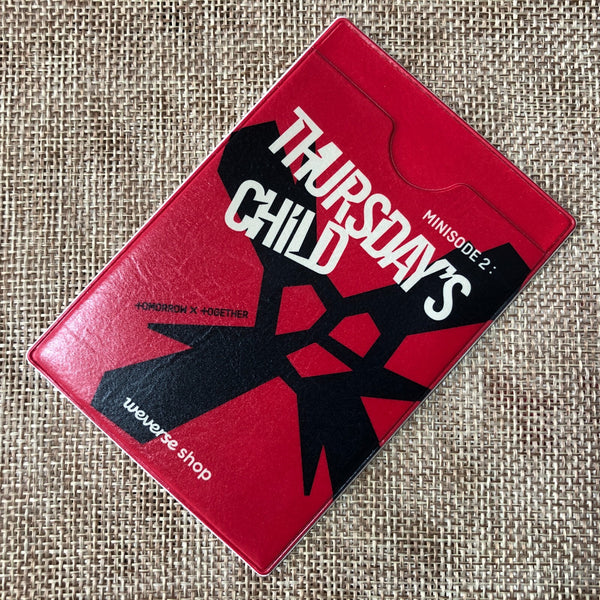 MINISODE 2 :
THURSDAY'S
CHiLD
TOMORROW X TOGETHER
weverse shop